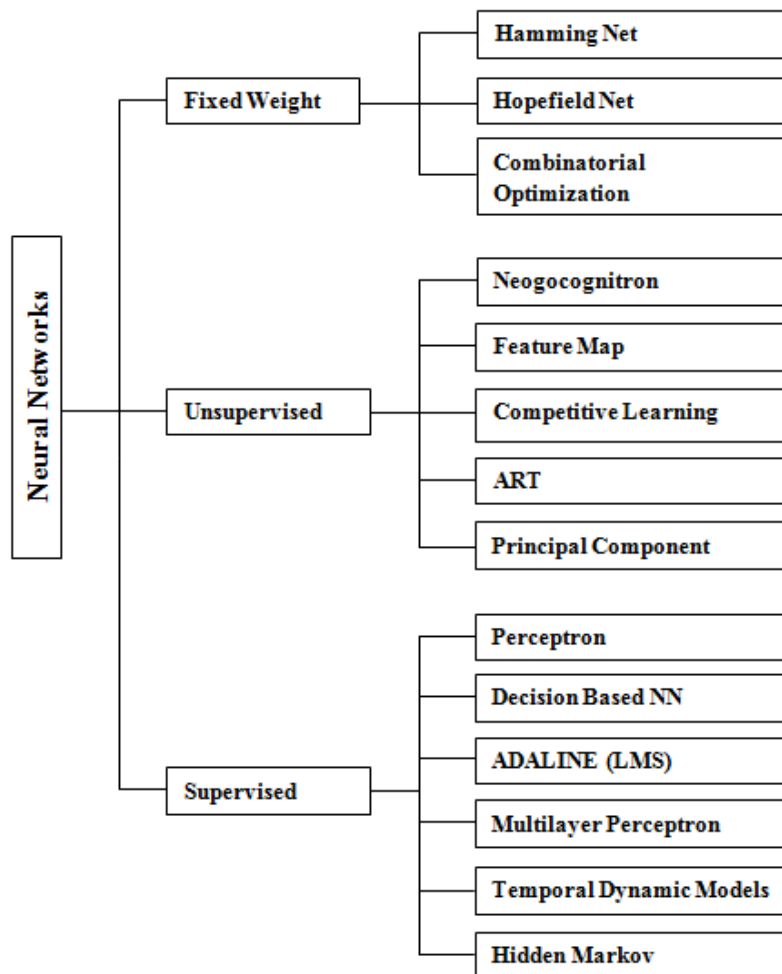 Neural Networks
Fixed Weight
Hamming Net
Hopefield Net
Combinatorial
Optimization
Unsupervised
Neogocognitron
Feature Map
Competitive Learning
ART
Principal Component
Supervised
Perceptron
Decision Based NN
ADALINE (LMS)
Multilayer Perceptron
Temporal Dynamic Models
Hidden Markov